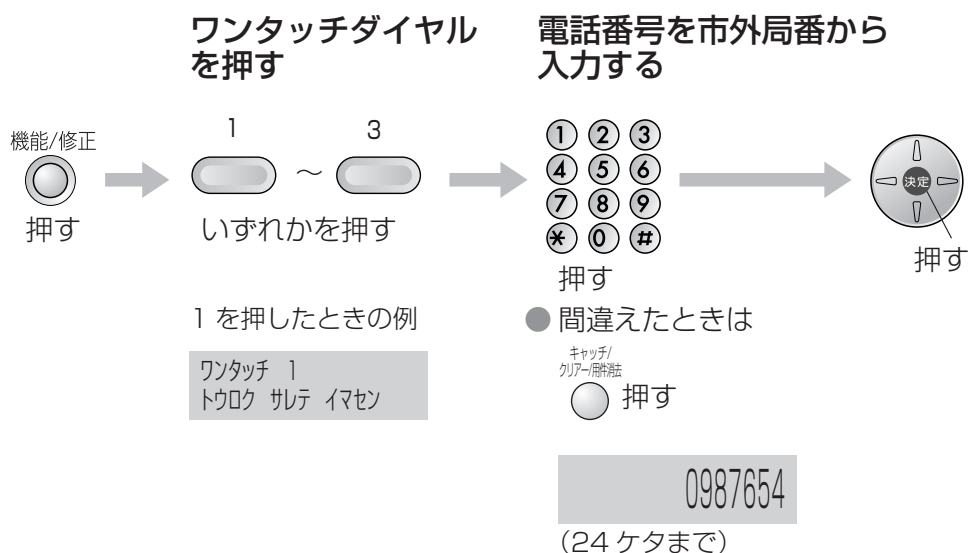 ワンタッチダイヤル
を押す
電話番号を市外局番から
入力する
機能/修正
押す
1
3
～
いずれかを押す
1 2 3
4 5 6
7 8 9
* 0 #
押す
決定
押す
1 を押したときの例
ワンタッチ 1
トウロク サレテ イマセン
● 間違えたときは
キャッチ/
クリアー/用件消去
押す
0987654
(24 ケタまで)